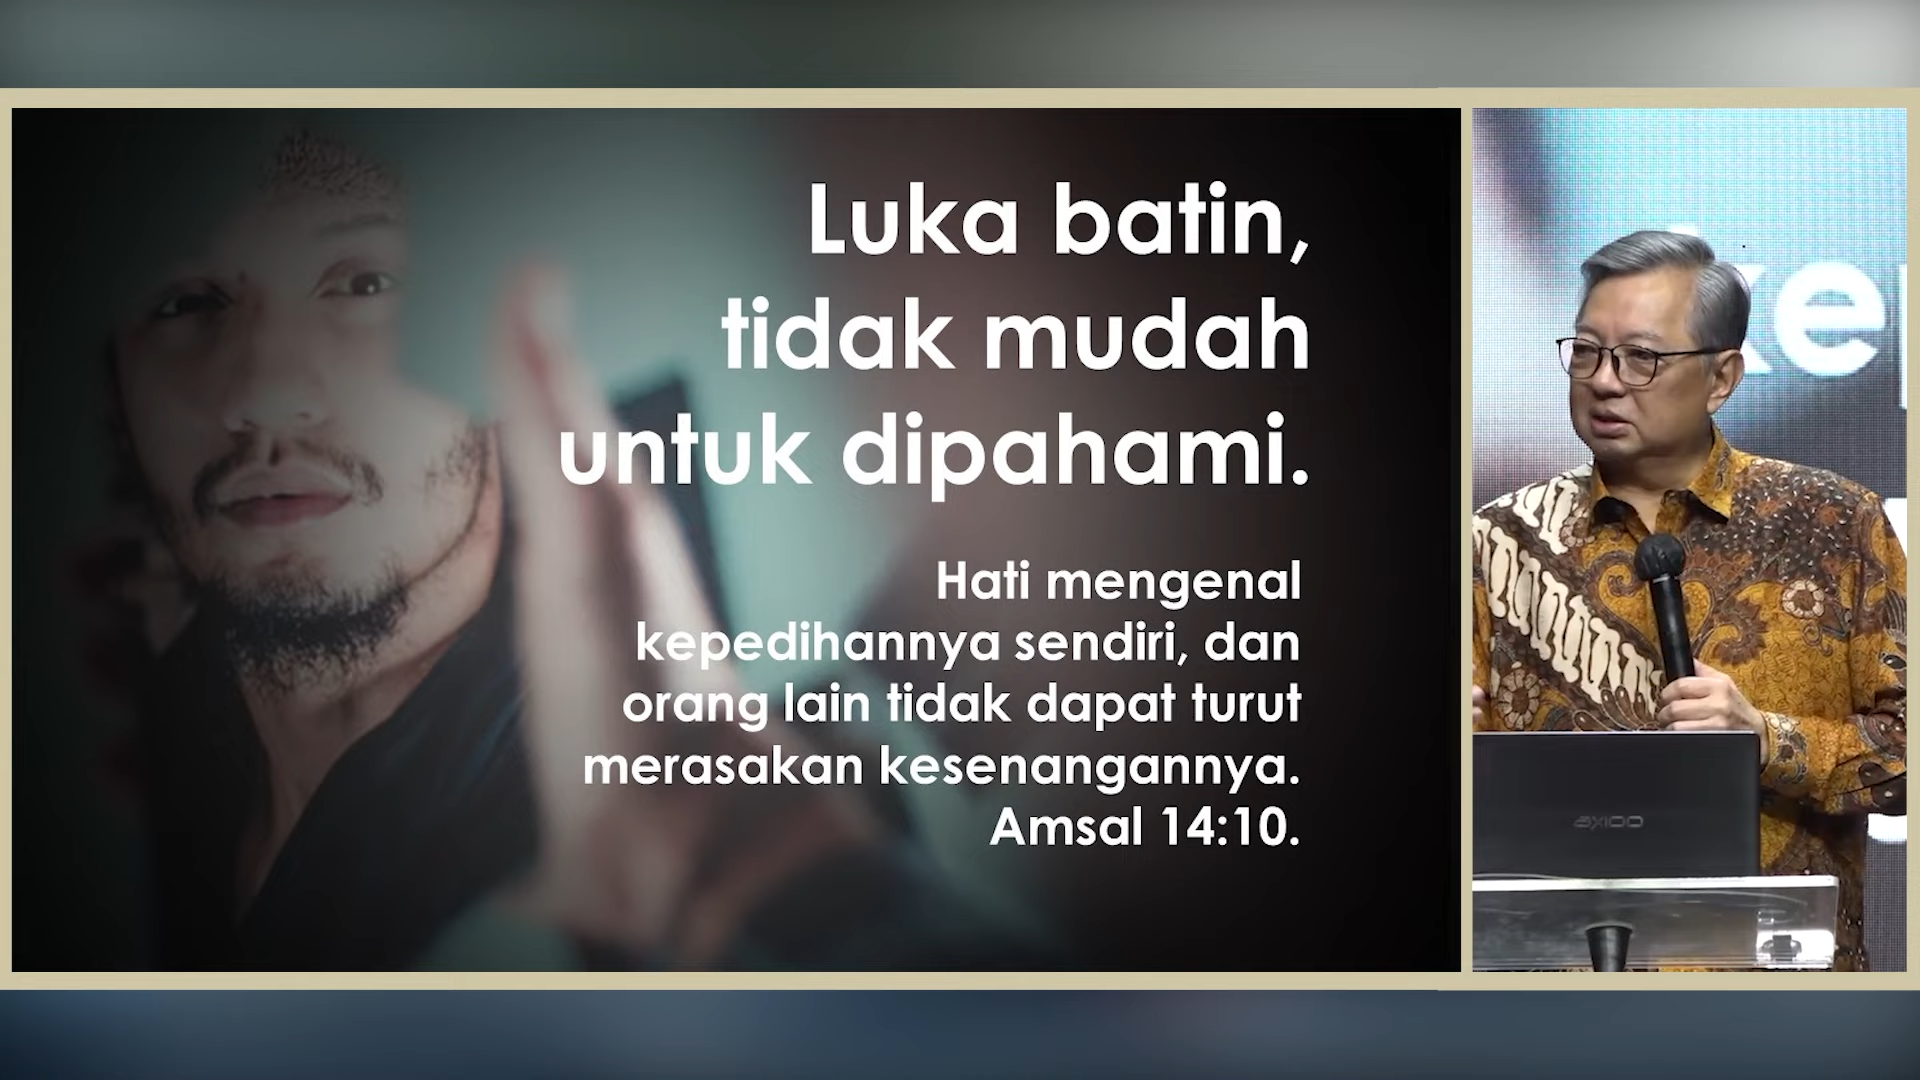 Luka batin,
tidak mudah
untuk dipahami.
Hati mengenal
kepedihannya sendiri, dan
orang lain tidak dapat turut
merasakan kesenangannya.
Amsal 14:10.
kep
AXIOO